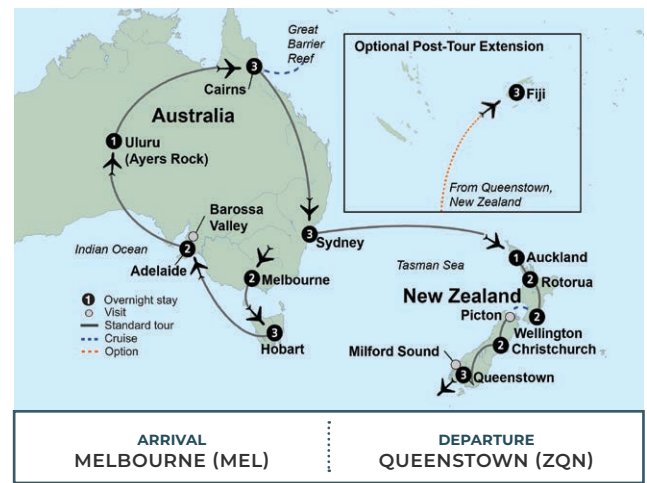 Great
Barrier
Reef
3
Cairns
Australia
1
Uluru
(Ayers Rock)
Barossa
Valley
Indian Ocean
2
Adelaide
2
Melbourne
3
Hobart
3
Sydney
1 Overnight stay
Visit
Standard tour
Cruise
Option
Optional Post-Tour Extension
3
Fiji
From Queenstown,
New Zealand
Tasman Sea
1
Auckland
2
Rotorua
New Zealand
Picton
2
Wellington
2
Christchurch
Milford Sound
3
Queenstown
ARRIVAL
MELBOURNE (MEL)
DEPARTURE
QUEENSTOWN (ZQN)